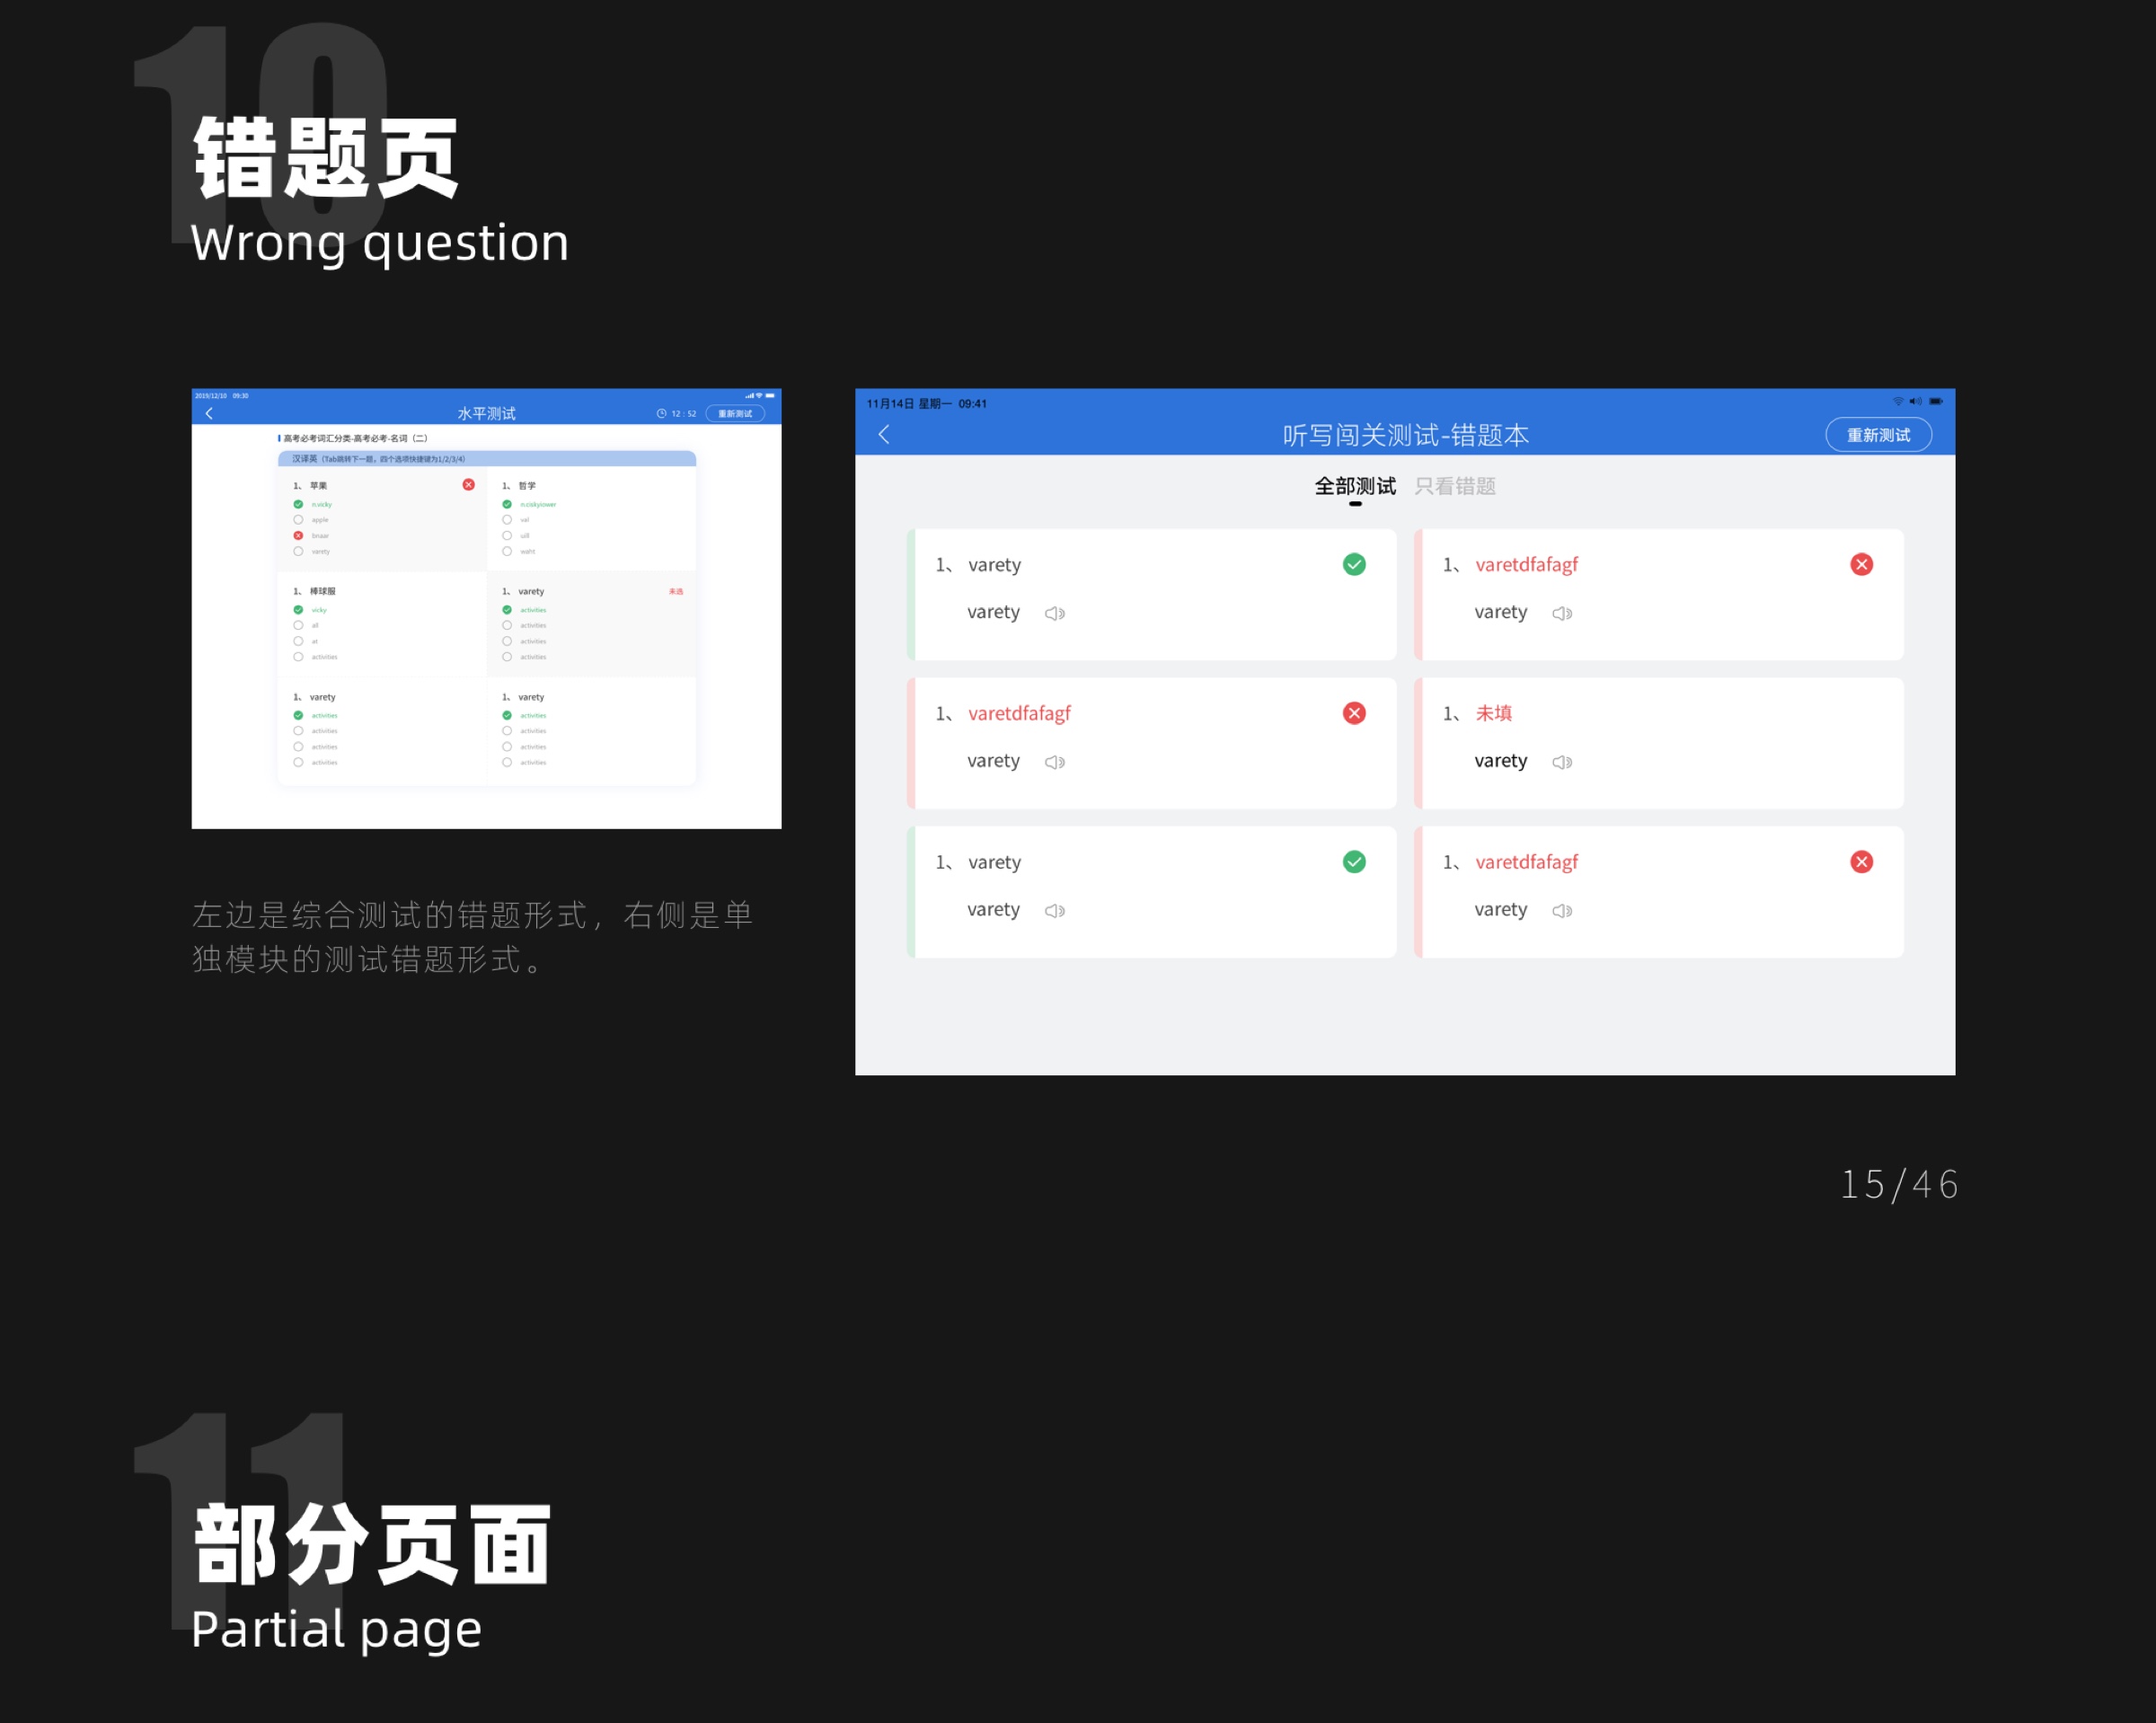 10
错题页
Wrong question
2019/12/10 09:30
水平测试
12 : 52
重新测试
高考必考词汇分类-高考必考-名词（二）
汉译英（Tab跳转下一题，四个选项快捷键为1/2/3/4）
1、 苹果
n.vicky
apple
bnaar
varety
1、 哲学
n.ciskyiower
val
uill
waht
1、 棒球服
vicky
all
at
activities
1、 varety
未选
activities
activities
activities
activities
1、 varety
activities
activities
activities
activities
1、 varety
activities
activities
activities
activities
左边是综合测试的错题形式，右侧是单
独模块的测试错题形式。
11月14日 星期一 09:41
听写闯关测试-错题本
重新测试
全部测试 只看错题
1、 varety
varety
1、 varetdfafagf
varety
1、 varetdfafagf
varety
1、 未填
varety
1、 varety
varety
1、 varetdfafagf
varety
15/46
11
部分页面
Partial page